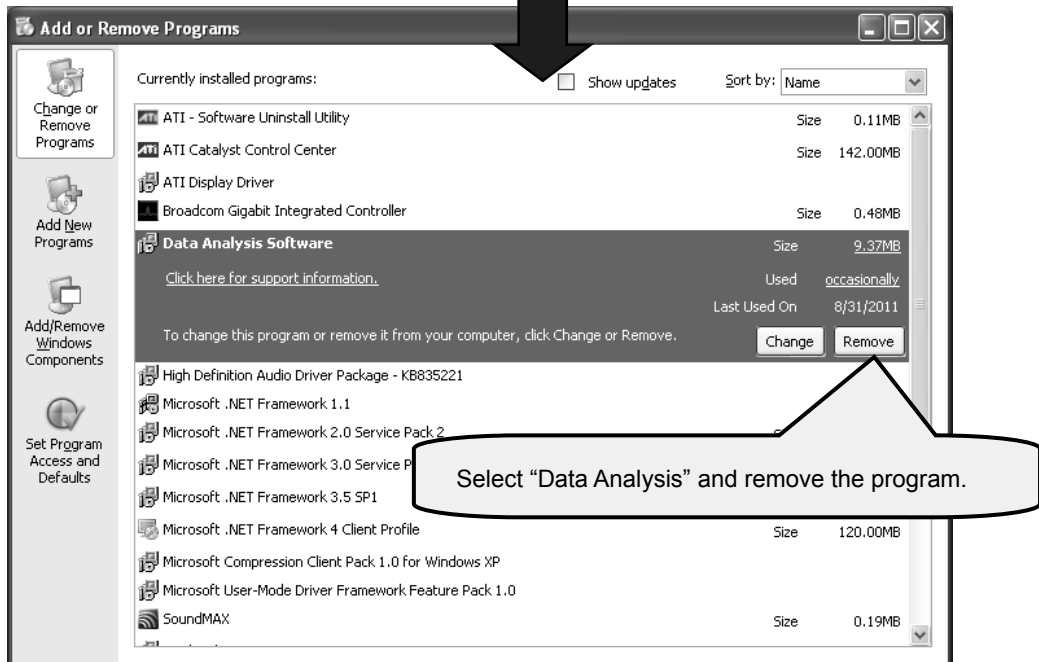 Add or Remove Programs
Change or
Remove
Programs
Add New
Programs
Add/Remove
Windows
Components
Set Program
Access and
Defaults
Currently installed programs:
Show updates
Sort by: Name
ATI - Software Uninstall Utility Size 0.11MB
ATI Catalyst Control Center Size 142.00MB
ATI Display Driver
Broadcom Gigabit Integrated Controller Size 0.48MB
Data Analysis Software Size 9.37MB
Click here for support information. Used occasionally
Last Used On 8/31/2011
To change this program or remove it from your computer, click Change or Remove. Change Remove
High Definition Audio Driver Package - KB835221
Microsoft .NET Framework 1.1
Microsoft .NET Framework 2.0 Service Pack 2
Microsoft .NET Framework 3.0 Service P
Microsoft .NET Framework 3.5 SP1
Select “Data Analysis” and remove the program.
Microsoft .NET Framework 4 Client Profile Size 120.00MB
Microsoft Compression Client Pack 1.0 for Windows XP
Microsoft User-Mode Driver Framework Feature Pack 1.0
SoundMAX Size 0.19MB